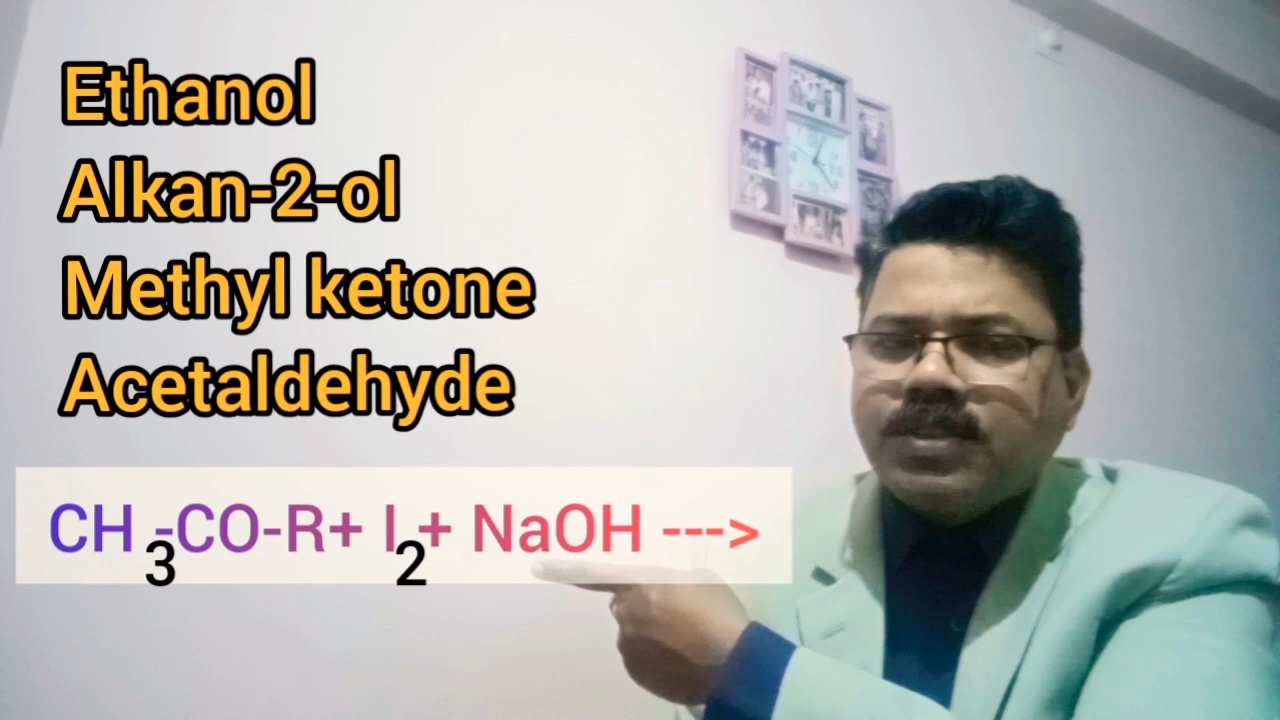 Ethanol
Alkan-2-ol
Methyl ketone
Acetaldehyde
CH3-CO-R+ I2+ NaOH --->